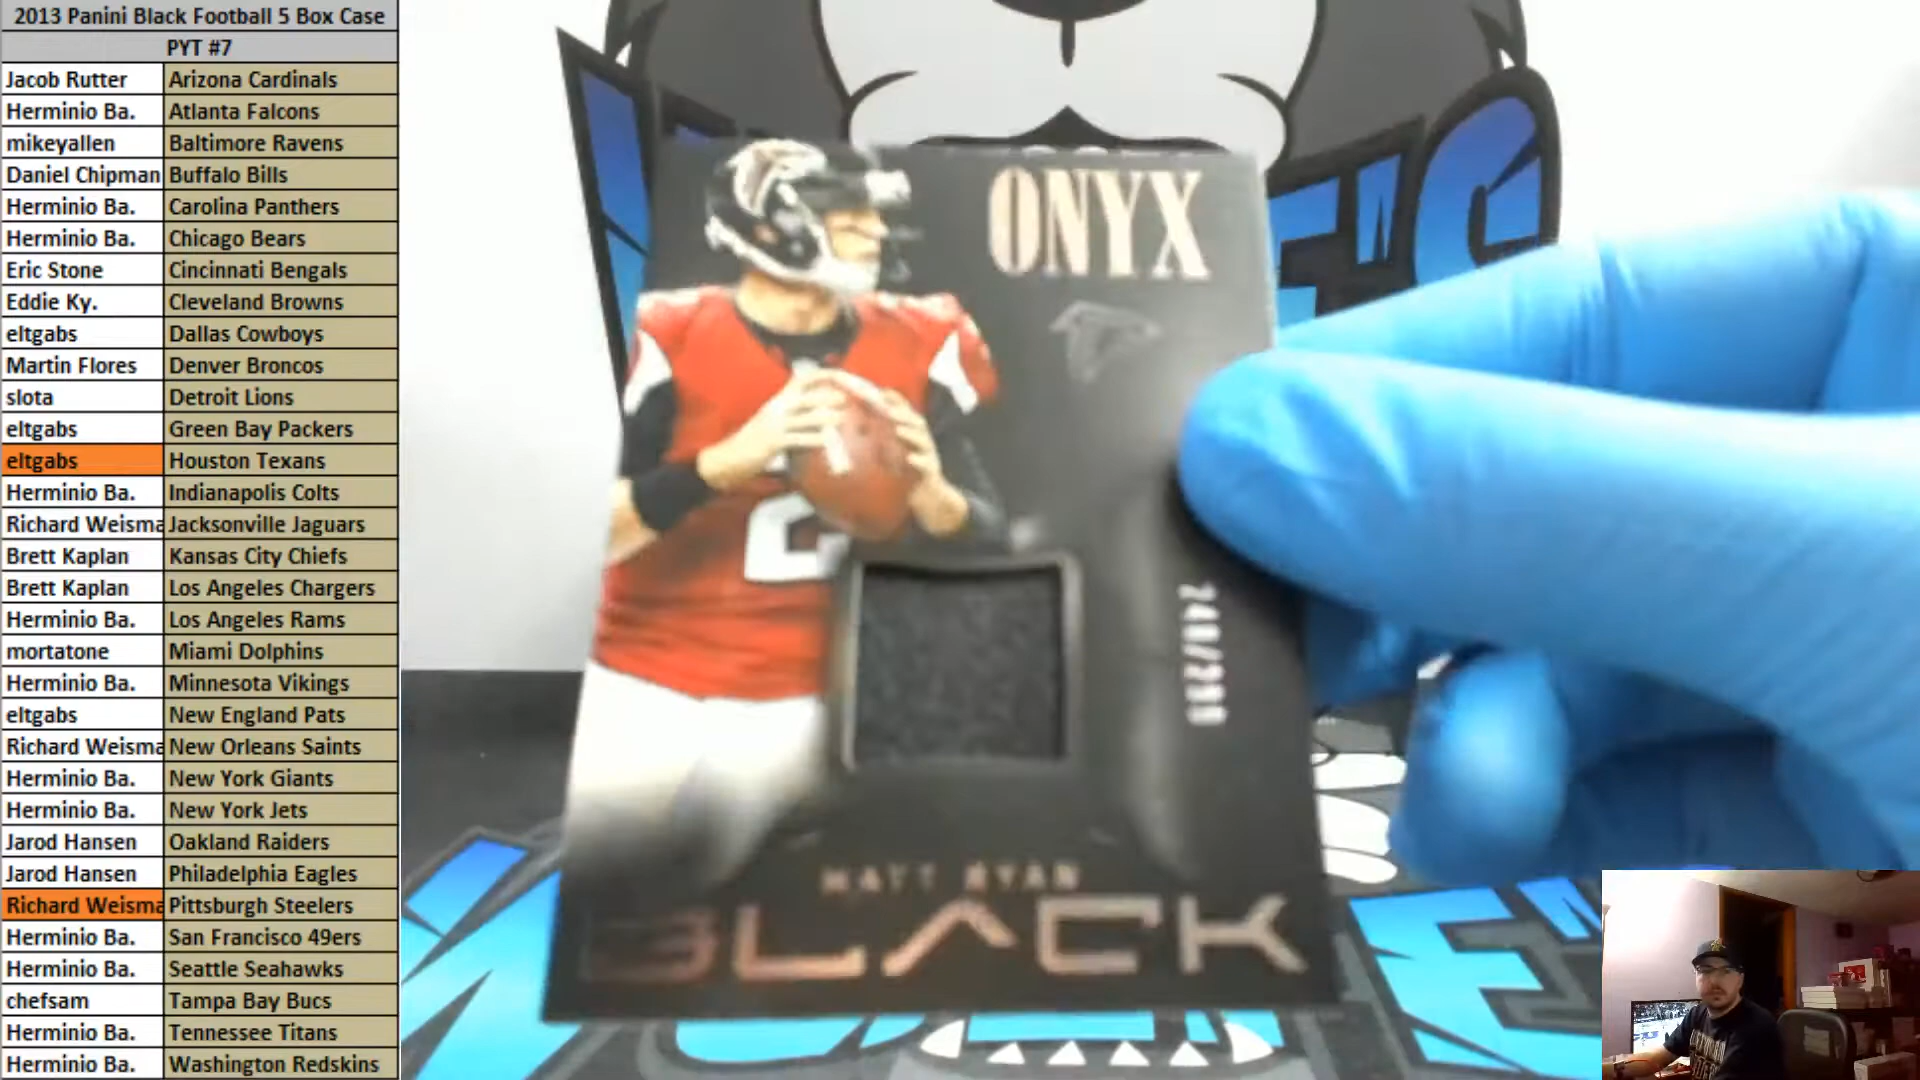 2013 Panini Black Football 5 Box Case
PYT #7
Jacob Rutter Arizona Cardinals
Herminio Ba. Atlanta Falcons
mikeyallen Baltimore Ravens
Daniel Chipman Buffalo Bills
Herminio Ba. Carolina Panthers
Herminio Ba. Chicago Bears
Eric Stone Cincinnati Bengals
Eddie Ky. Cleveland Browns
eltgabs Dallas Cowboys
Martin Flores Denver Broncos
slota Detroit Lions
eltgabs Green Bay Packers
eltgabs Houston Texans
Herminio Ba. Indianapolis Colts
Richard Weisma Jacksonville Jaguars
Brett Kaplan Kansas City Chiefs
Brett Kaplan Los Angeles Chargers
Herminio Ba. Los Angeles Rams
mortatone Miami Dolphins
Herminio Ba. Minnesota Vikings
eltgabs New England Pats
Richard Weisma New Orleans Saints
Herminio Ba. New York Giants
Herminio Ba. New York Jets
Jarod Hansen Oakland Raiders
Jarod Hansen Philadelphia Eagles
Richard Weisma Pittsburgh Steelers
Herminio Ba. San Francisco 49ers
Herminio Ba. Seattle Seahawks
chefsam Tampa Bay Bucs
Herminio Ba. Tennessee Titans
Herminio Ba. Washington Redskins
ONYX
2
MATT RYAN
BLACK